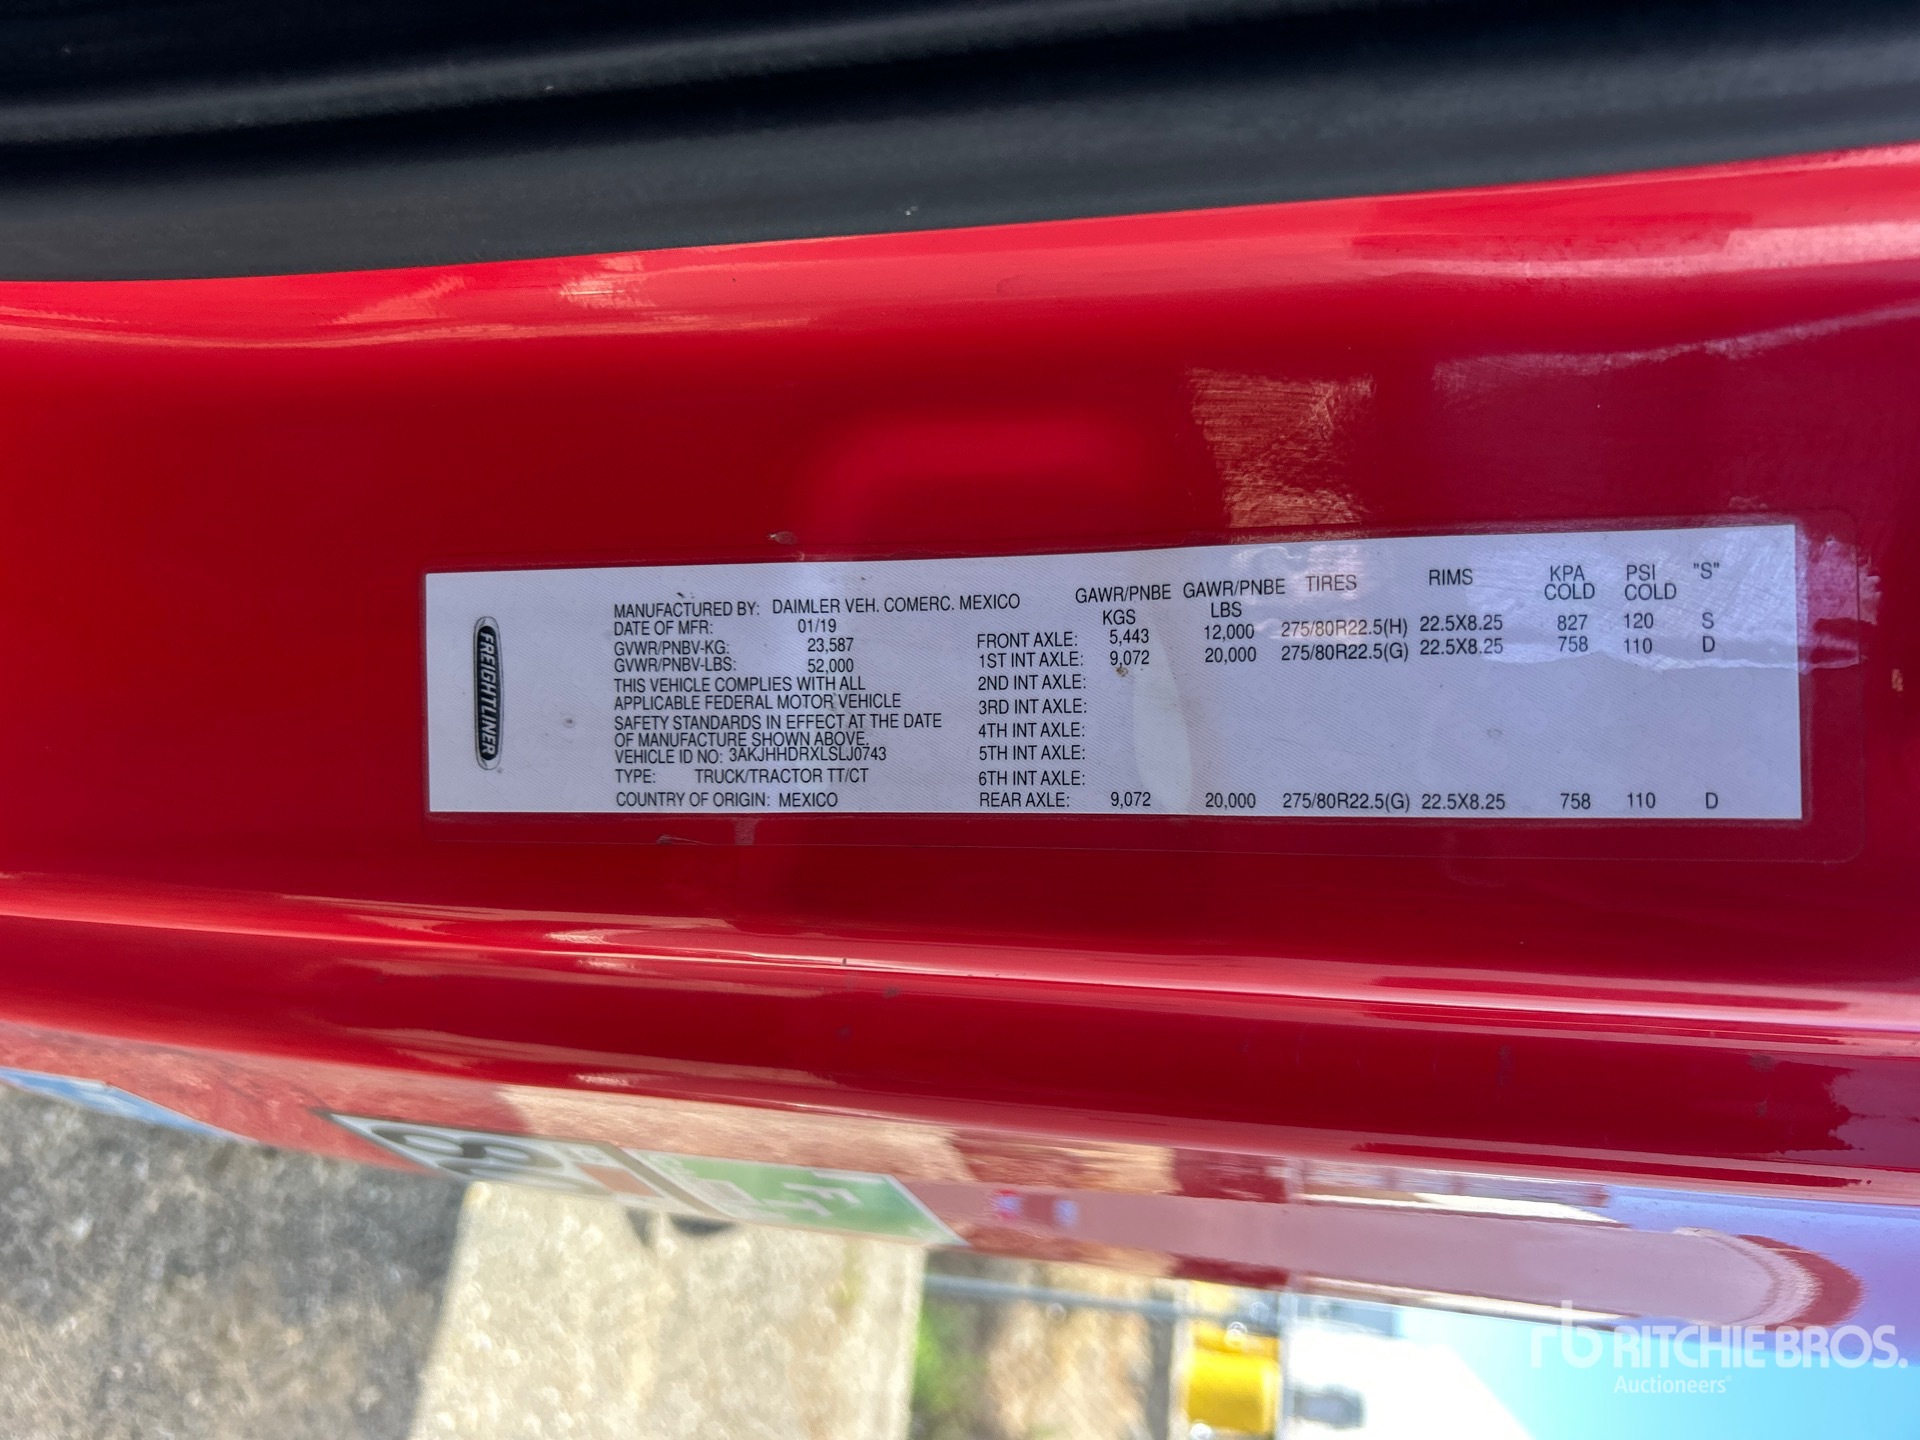 FREIGHTLINER
MANUFACTURED BY: DAIMLER VEH. COMERC. MEXICO
DATE OF MFR: 01/19
GVWR/PNBV-KG: 23,587
GVWR/PNBV-LBS: 52,000
THIS VEHICLE COMPLIES WITH ALL
APPLICABLE FEDERAL MOTOR VEHICLE
SAFETY STANDARDS IN EFFECT AT THE DATE
OF MANUFACTURE SHOWN ABOVE.
VEHICLE ID NO: 3AKJHHDRXLSLJ0743
TYPE: TRUCK/TRACTOR TT/CT
COUNTRY OF ORIGIN: MEXICO
GAWR/PNBE GAWR/PNBE TIRES RIMS KPA PSI "S"
KGS LBS COLD COLD
FRONT AXLE: 5,443 12,000 275/80R22.5(H) 22.5X8.25 827 120 S
1ST INT AXLE: 9,072 20,000 275/80R22.5(G) 22.5X8.25 758 110 D
2ND INT AXLE:
3RD INT AXLE:
4TH INT AXLE:
5TH INT AXLE:
6TH INT AXLE:
REAR AXLE: 9,072 20,000 275/80R22.5(G) 22.5X8.25 758 110 D
rb RITCHIE BROS.
Auctioneers